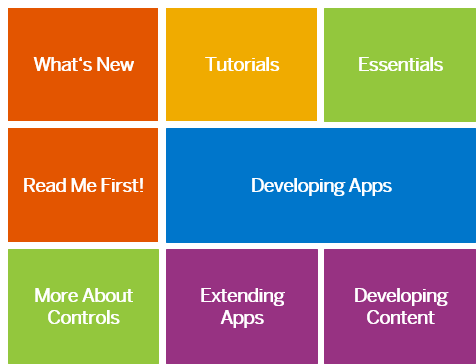 What's New
Tutorials
Essentials
Read Me First!
Developing Apps
More About
Controls
Extending
Apps
Developing
Content